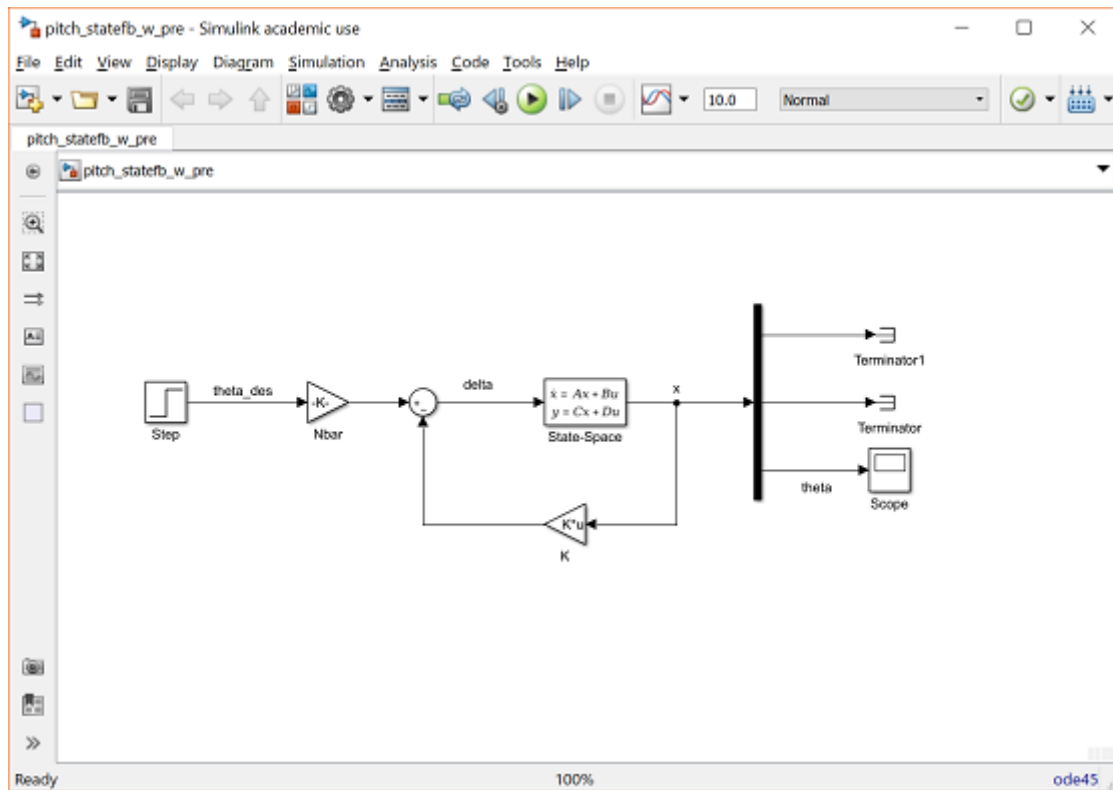 pitch_statefb_w_pre - Simulink academic use
File Edit View Display Diagram Simulation Analysis Code Tools Help
10.0 Normal
pitch_statefb_w_pre
pitch_statefb_w_pre
Terminator1
theta_des
-K-
+
-
delta
ẋ = Ax + Bu
y = Cx + Du
x
Step
Nbar
State-Space
Terminator
theta
Scope
K*u
K
Ready 100% ode45